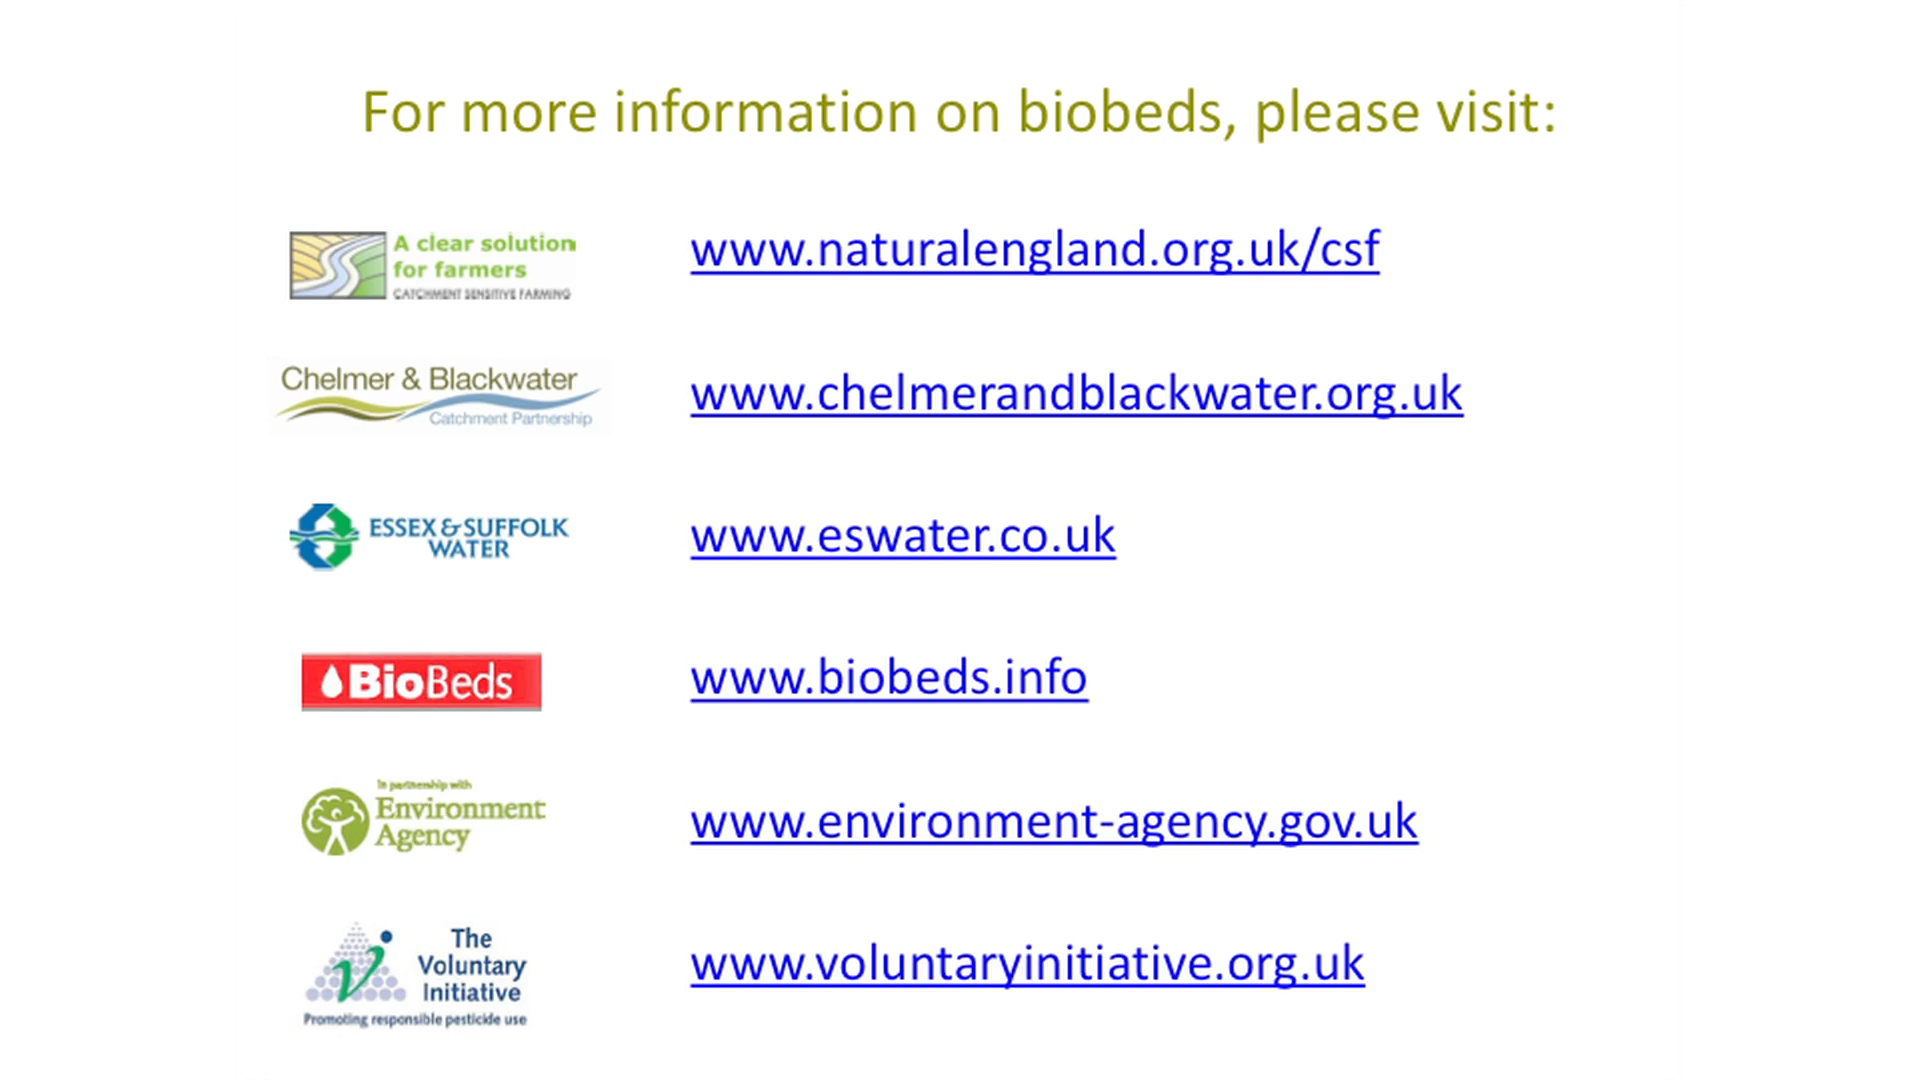 For more information on biobeds, please visit:
A clear solution
for farmers
CATCHMENT SENSITIVE FARMING
www.naturalengland.org.uk/csf
Chelmer & Blackwater
Catchment Partnership
www.chelmerandblackwater.org.uk
ESSEX & SUFFOLK
WATER
www.eswater.co.uk
BioBeds
www.biobeds.info
In partnership with
Environment
Agency
www.environment-agency.gov.uk
The
Voluntary
Initiative
Promoting responsible pesticide use
www.voluntaryinitiative.org.uk